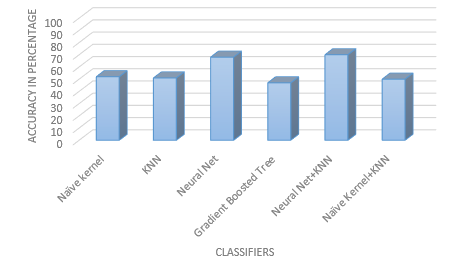 ACCURACY IN PERCENTAGE
100
90
80
70
60
50
40
30
20
10
0
Naïve kernel
KNN
Neural Net
Gradient Boosted Tree
Neural Net+KNN
Naïve Kernel+KNN
CLASSIFIERS